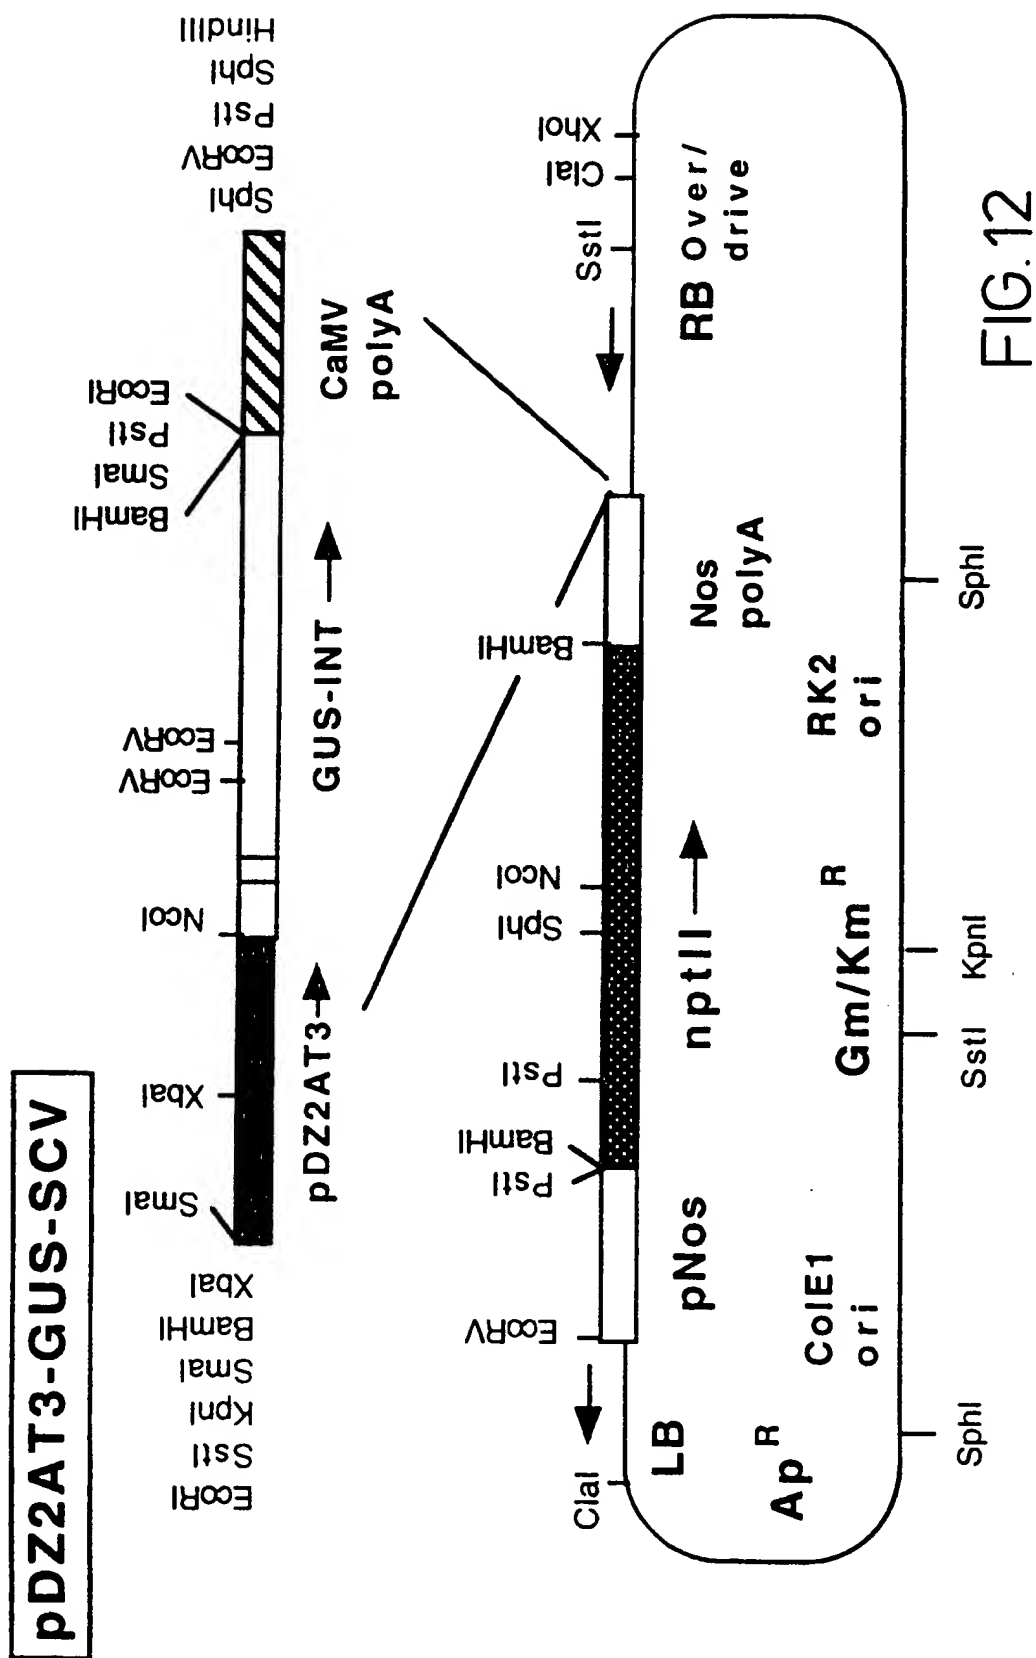 pDZ2AT3-GUS-SCV
EcoRI
SstI
KpnI
SmaI
BamHI
XbaI
SmaI
XbaI
NcoI
EcoRV
EcoRV
BamHI
SmaI
PstI
EcoRI
SphI
EcoRV
PstI
SphI
HindIII
pDZ2AT3
GUS-INT
CaMV
polyA
ClaI
EcoRV
PstI
BamHI
PstI
SphI
NcoI
BamHI
SstI
ClaI
XhoI
LB
pNos
nptII
Nos
polyA
RB Over/
drive
Ap R
ColE1
ori
Gm/Km R
RK2
ori
SphI
SstI
KpnI
SphI
FIG. 12